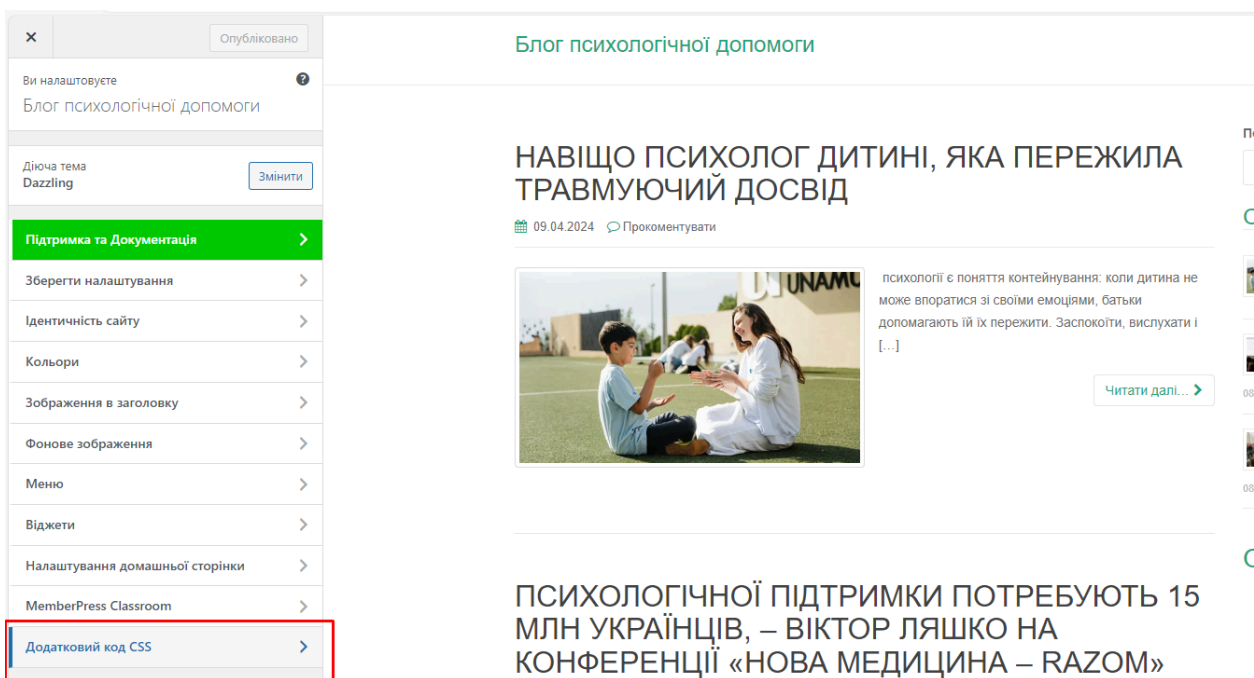 Опубліковано
Ви налаштовуєте
Блог психологічної допомоги
Діюча тема
Dazzling
Змінити
Підтримка та Документація
Зберегти налаштування
Ідентичність сайту
Кольори
Зображення в заголовку
Фонове зображення
Меню
Віджети
Налаштування домашньої сторінки
MemberPress Classroom
Додатковий код CSS
Блог психологічної допомоги
НАВІЩО ПСИХОЛОГ ДИТИНІ, ЯКА ПЕРЕЖИЛА
ТРАВМУЮЧИЙ ДОСВІД
09.04.2024 Прокоментувати
UNAMU
психології є поняття контейнування: коли дитина не
може впоратися зі своїми емоціями, батьки
допомагають їй їх пережити. Заспокоїти, вислухати і
[…]
Читати далі…
ПСИХОЛОГІЧНОЇ ПІДТРИМКИ ПОТРЕБУЮТЬ 15
МЛН УКРАЇНЦІВ, – ВІКТОР ЛЯШКО НА
КОНФЕРЕНЦІЇ «НОВА МЕДИЦИНА – RAZOM»
08
08